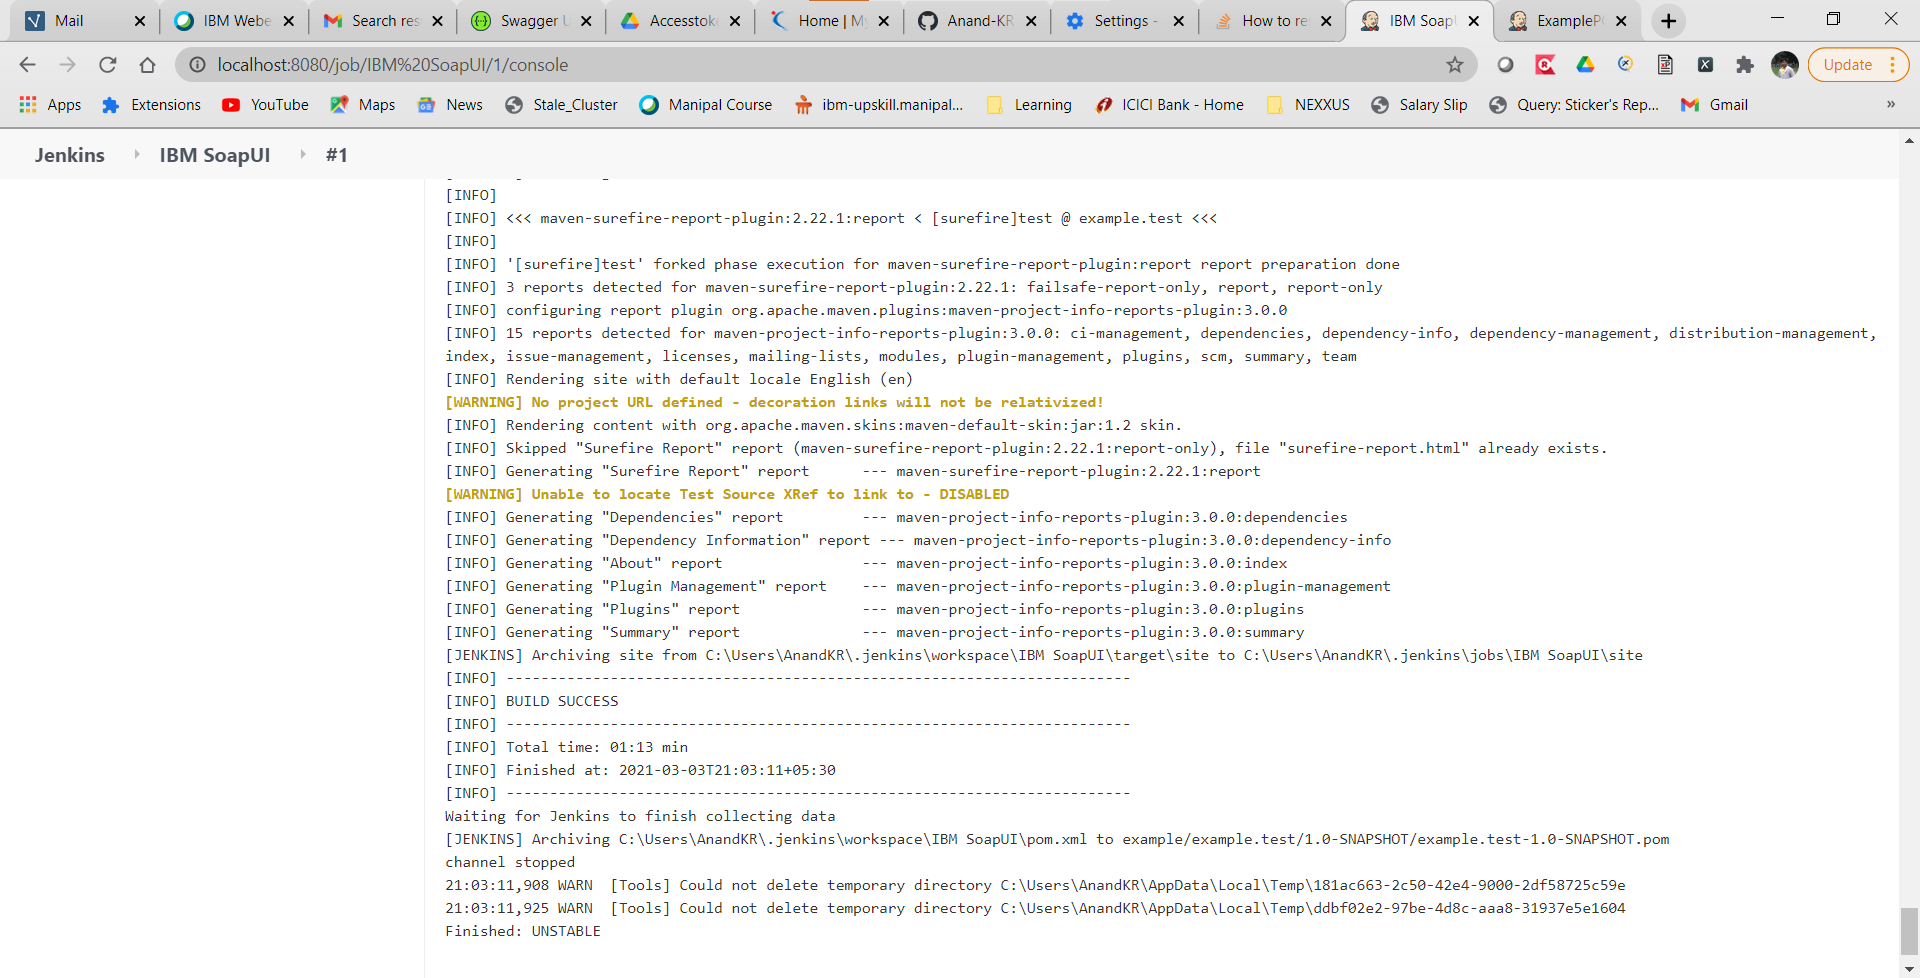 Mail
IBM Webe
Search res
Swagger U
Accesstoke
Home | My
Anand-KR
Settings -
How to re
IBM SoapU
ExampleP
localhost:8080/job/IBM%20SoapUI/1/console
Update
Apps
Extensions
YouTube
Maps
News
Stale_Cluster
Manipal Course
ibm-upskill.manipal...
Learning
ICICI Bank - Home
NEXXUS
Salary Slip
Query: Sticker's Rep...
Gmail
»
Jenkins
IBM SoapUI
#1
[INFO]
[INFO] <<< maven-surefire-report-plugin:2.22.1:report < [surefire]test @ example.test <<<
[INFO]
[INFO] '[surefire]test' forked phase execution for maven-surefire-report-plugin:report report preparation done
[INFO] 3 reports detected for maven-surefire-report-plugin:2.22.1: failsafe-report-only, report, report-only
[INFO] configuring report plugin org.apache.maven.plugins:maven-project-info-reports-plugin:3.0.0
[INFO] 15 reports detected for maven-project-info-reports-plugin:3.0.0: ci-management, dependencies, dependency-info, dependency-management, distribution-management,
index, issue-management, licenses, mailing-lists, modules, plugin-management, plugins, scm, summary, team
[INFO] Rendering site with default locale English (en)
[WARNING] No project URL defined - decoration links will not be relativized!
[INFO] Rendering content with org.apache.maven.skins:maven-default-skin:jar:1.2 skin.
[INFO] Skipped "Surefire Report" report (maven-surefire-report-plugin:2.22.1:report-only), file "surefire-report.html" already exists.
[INFO] Generating "Surefire Report" report      --- maven-surefire-report-plugin:2.22.1:report
[WARNING] Unable to locate Test Source XRef to link to - DISABLED
[INFO] Generating "Dependencies" report         --- maven-project-info-reports-plugin:3.0.0:dependencies
[INFO] Generating "Dependency Information" report --- maven-project-info-reports-plugin:3.0.0:dependency-info
[INFO] Generating "About" report                --- maven-project-info-reports-plugin:3.0.0:index
[INFO] Generating "Plugin Management" report    --- maven-project-info-reports-plugin:3.0.0:plugin-management
[INFO] Generating "Plugins" report              --- maven-project-info-reports-plugin:3.0.0:plugins
[INFO] Generating "Summary" report              --- maven-project-info-reports-plugin:3.0.0:summary
[JENKINS] Archiving site from C:\Users\AnandKR\.jenkins\workspace\IBM SoapUI\target\site to C:\Users\AnandKR\.jenkins\jobs\IBM SoapUI\site
[INFO] ------------------------------------------------------------------------
[INFO] BUILD SUCCESS
[INFO] ------------------------------------------------------------------------
[INFO] Total time: 01:13 min
[INFO] Finished at: 2021-03-03T21:03:11+05:30
[INFO] ------------------------------------------------------------------------
Waiting for Jenkins to finish collecting data
[JENKINS] Archiving C:\Users\AnandKR\.jenkins\workspace\IBM SoapUI\pom.xml to example/example.test/1.0-SNAPSHOT/example.test-1.0-SNAPSHOT.pom
channel stopped
21:03:11,908 WARN  [Tools] Could not delete temporary directory C:\Users\AnandKR\AppData\Local\Temp\181ac663-2c50-42e4-9000-2df58725c59e
21:03:11,925 WARN  [Tools] Could not delete temporary directory C:\Users\AnandKR\AppData\Local\Temp\ddbf02e2-97be-4d8c-aaa8-31937e5e1604
Finished: UNSTABLE